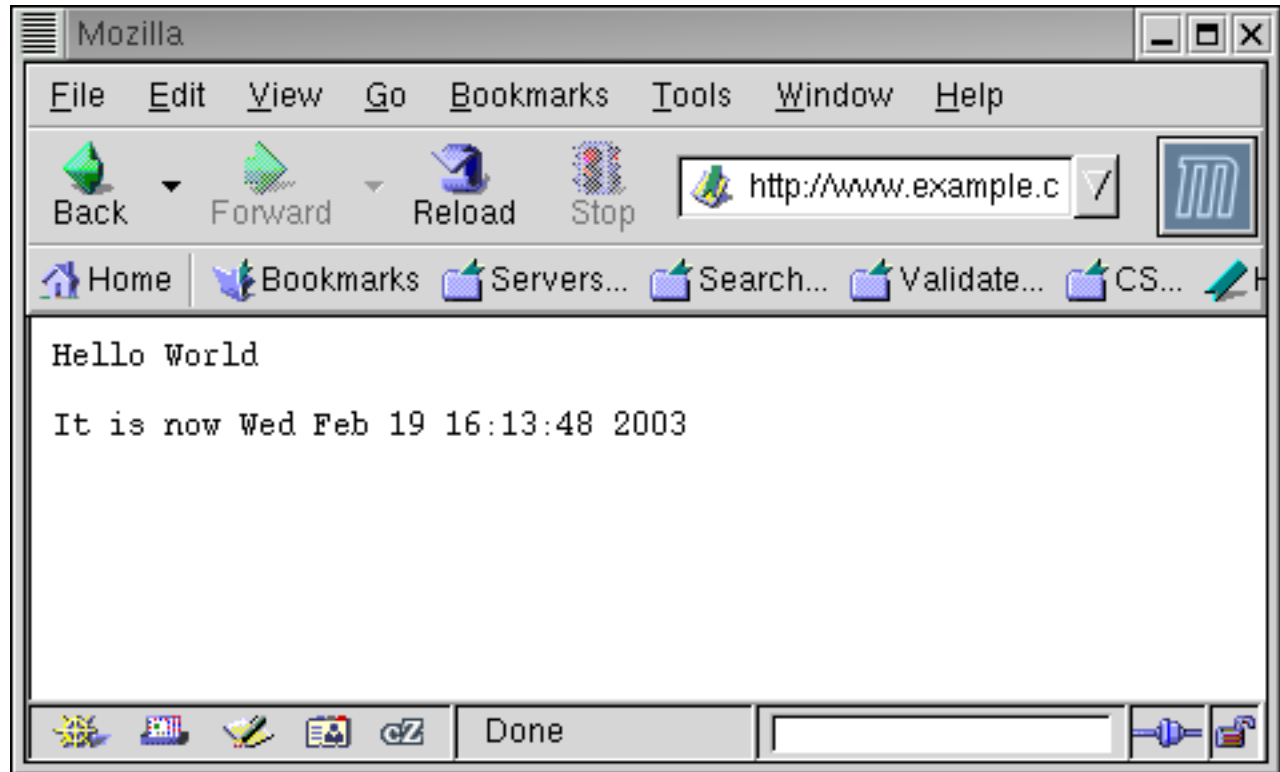 Mozilla
File Edit View Go Bookmarks Tools Window Help
Back Forward Reload Stop http://www.example.c
Home Bookmarks Servers... Search... Validate... CS... H
Hello World
It is now Wed Feb 19 16:13:48 2003
cZ Done